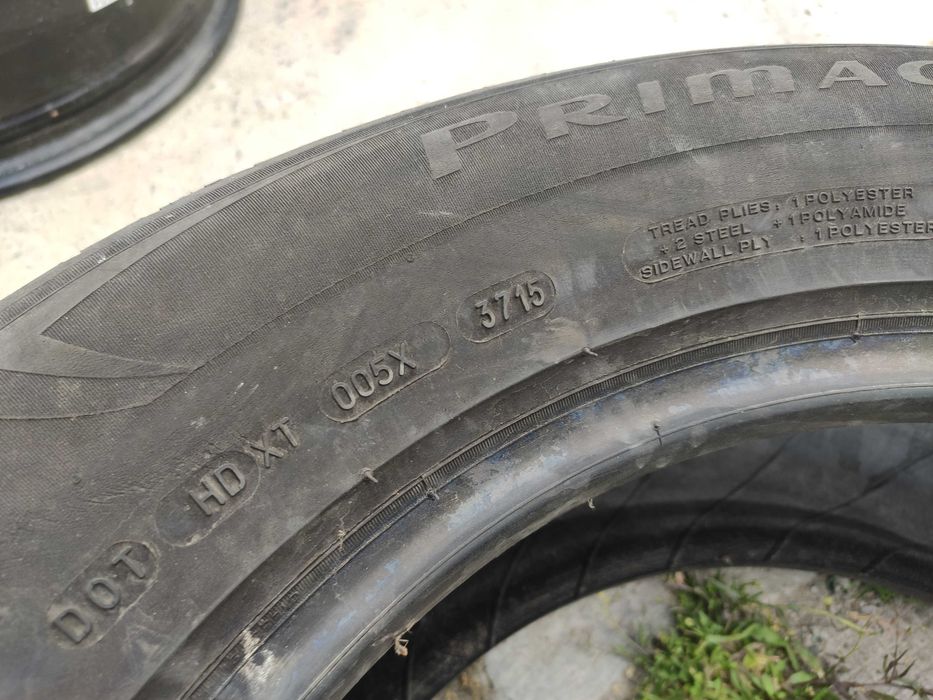 PRIMAC
TREAD PLIES: 1 POLYESTER
+ 2 STEEL + 1 POLYAMIDE
SIDEWALL PLY : 1 POLYESTER
DOT HD XT 005X 3715